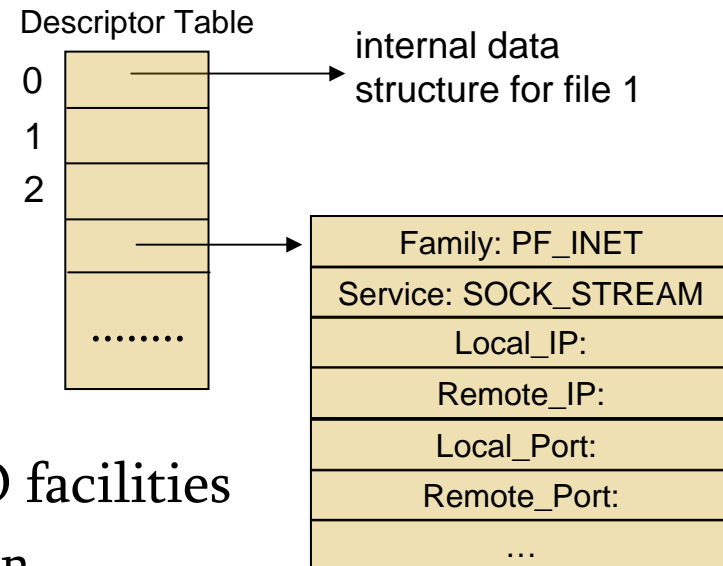 Descriptor Table
internal data
structure for file 1
0
1
2
........
Family: PF_INET
Service: SOCK_STREAM
Local_IP:
Remote_IP:
Local_Port:
Remote_Port:
…
facilities